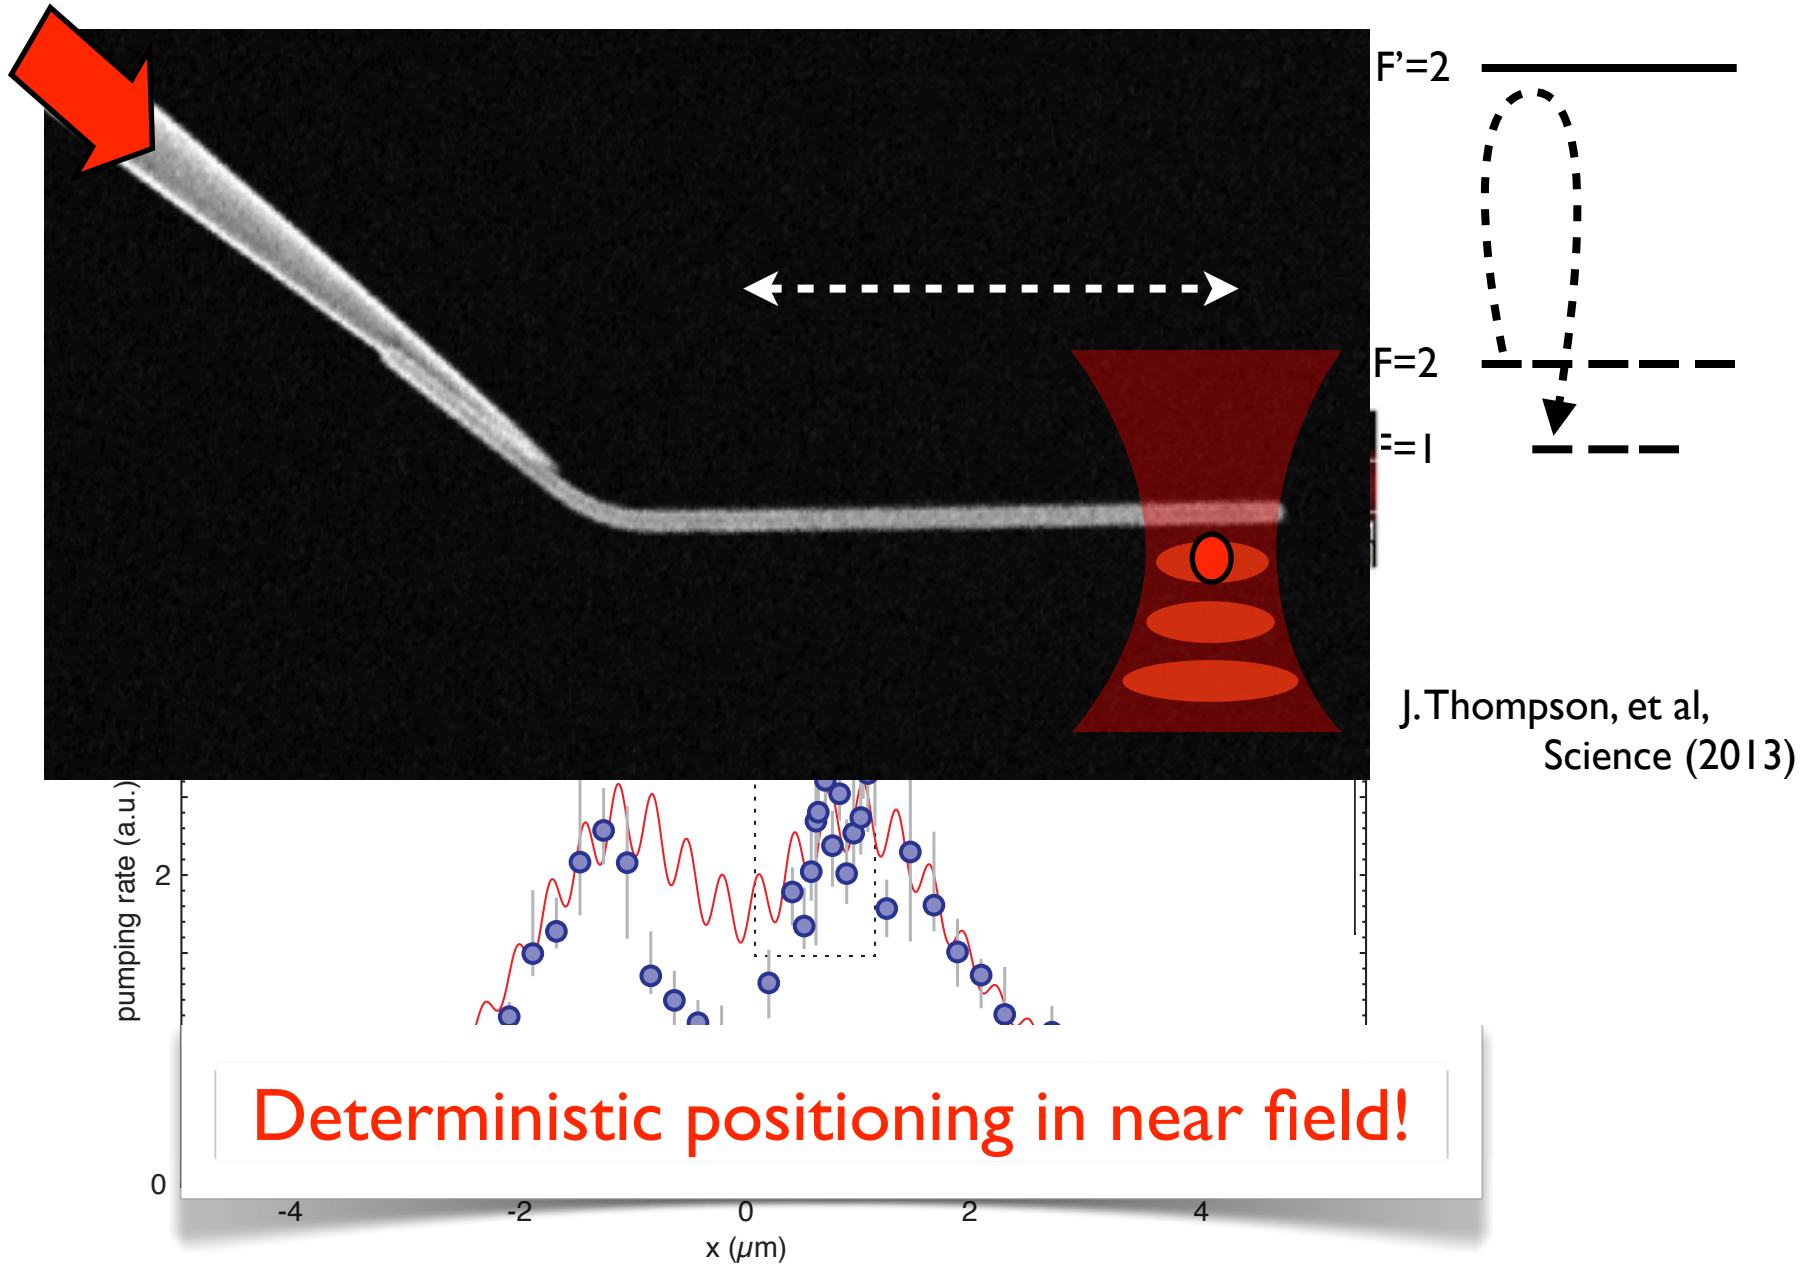 F’=2
F=2
F=1
J. Thompson, et al,
Science (2013)
pumping rate (a.u.)
2
0
Deterministic positioning in near field!
-4 -2 0 2 4
x (µm)